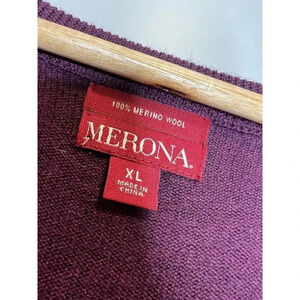 100% MERINO WOOL
MERONA.
XL
MADE IN
CHINA